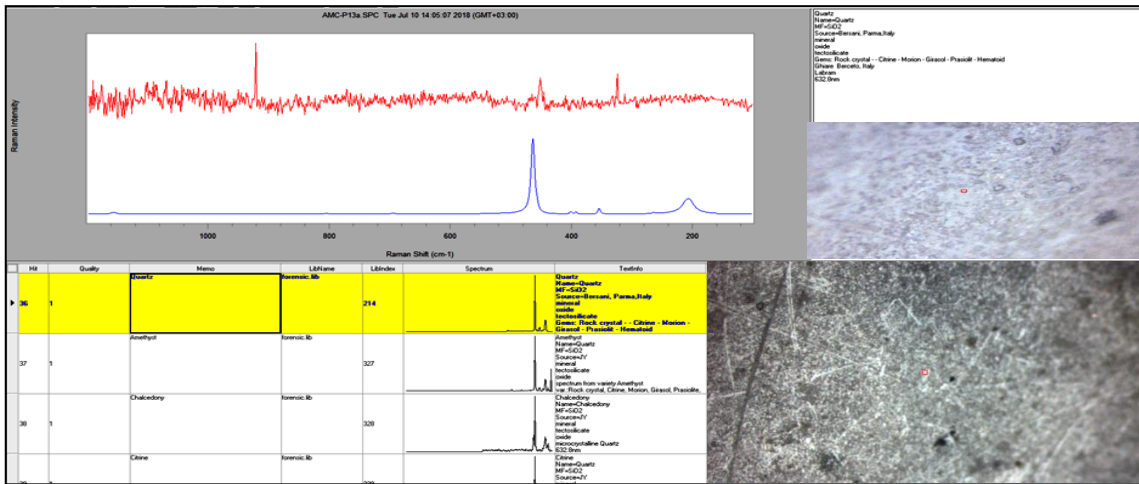 AMC-P13a.SPC Tue Jul 10 14:05:07 2018 (GMT+03:00)
Raman Intensity
1000 800 600 400 200
Raman Shift (cm-1)
Quartz
Name=Quartz
MF=SiO2
Source=Bersani, Parma,Italy
mineral
oxide
tectosilicate
Gems: Rock crystal - - Citrine - Morion - Girasol - Prasiolit - Hematoid
Ghiare Berceto, Italy
Labram
632.8nm
Hit Quality Memo LibName LibIndex Spectrum TextInfo
36 1 Quartz forensic.lib 214
Quartz
Name=Quartz
MF=SiO2
Source=Bersani, Parma,Italy
mineral
oxide
tectosilicate
Gems: Rock crystal - - Citrine - Morion -
Girasol - Prasiolit - Hematoid
37 1 Amethyst forensic.lib 327
Amethyst
Name=Quartz
MF=SiO2
Source=JY
mineral
tectosilicate
oxide
spectrum from variety Amethyst
var. Rock crystal, Citrine, Morion, Girasol, Prasiolite,
38 1 Chalcedony forensic.lib 328
Chalcedony
Name=Chalcedony
MF=SiO2
Source=JY
mineral
tectosilicate
oxide
microcrystalline Quartz
632.8nm
Citrine forensic.lib
Citrine
Name=Quartz
MF=SiO2
Source=JY